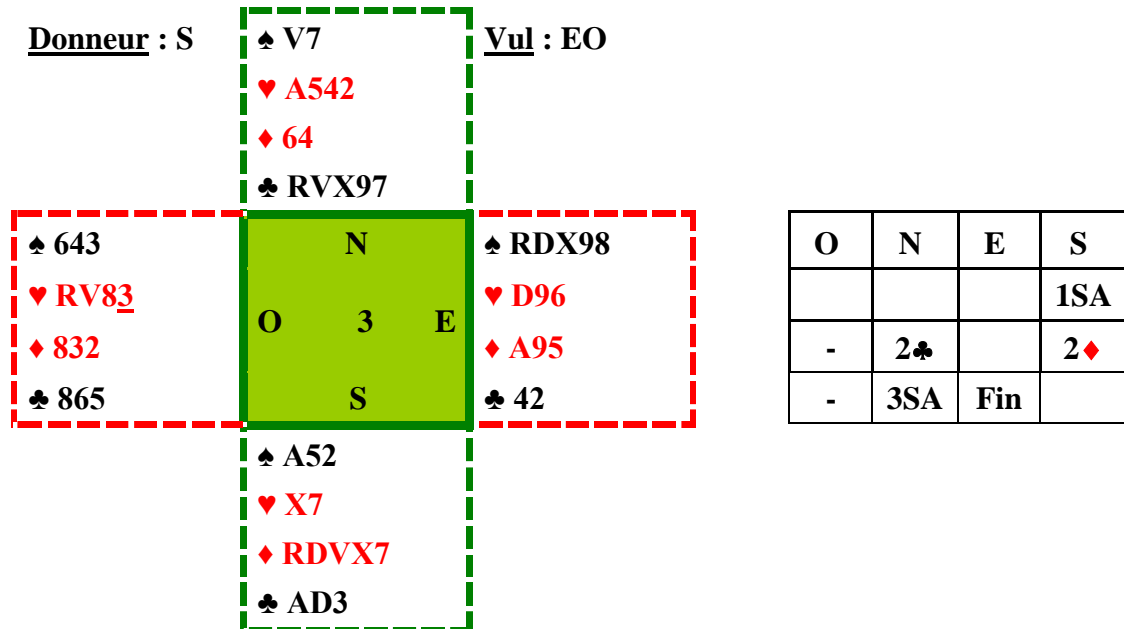 Donneur : S
♠ V7
Vul : EO
♥ A542
♦ 64
♣ RVX97
♠ 643
♥ RV83
♦ 832
♣ 865
N
O 3 E
S
♠ RDX98
♥ D96
♦ A95
♣ 42
O N E S
1SA
- 2♣ 2♦
- 3SA Fin
♠ A52
♥ X7
♦ RDVX7
♣ AD3